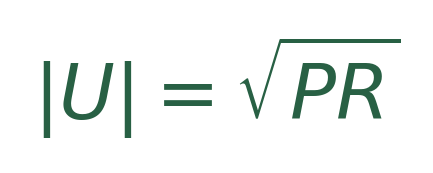 |U| = √PR